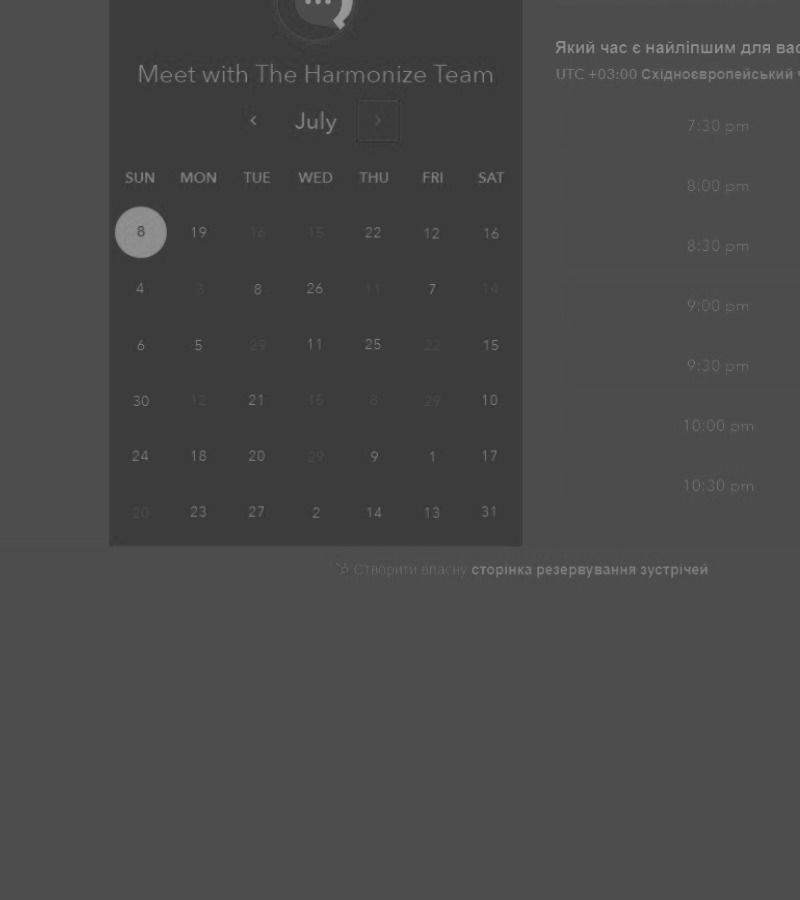 Meet with The Harmonize Team
July
SUN MON TUE WED THU FRI SAT
8 19 16 15 22 12 16
4 3 8 26 11 7 14
6 5 29 11 25 22 15
30 12 21 15 8 29 10
24 18 20 29 9 1 17
20 23 27 2 14 13 31
Який час є найліпшим для вас
UTC +03:00 Східноєвропейський
7:30 pm
8:00 pm
8:30 pm
9:00 pm
9:30 pm
10:00 pm
10:30 pm
Створити власну сторінка резервування зустрічей